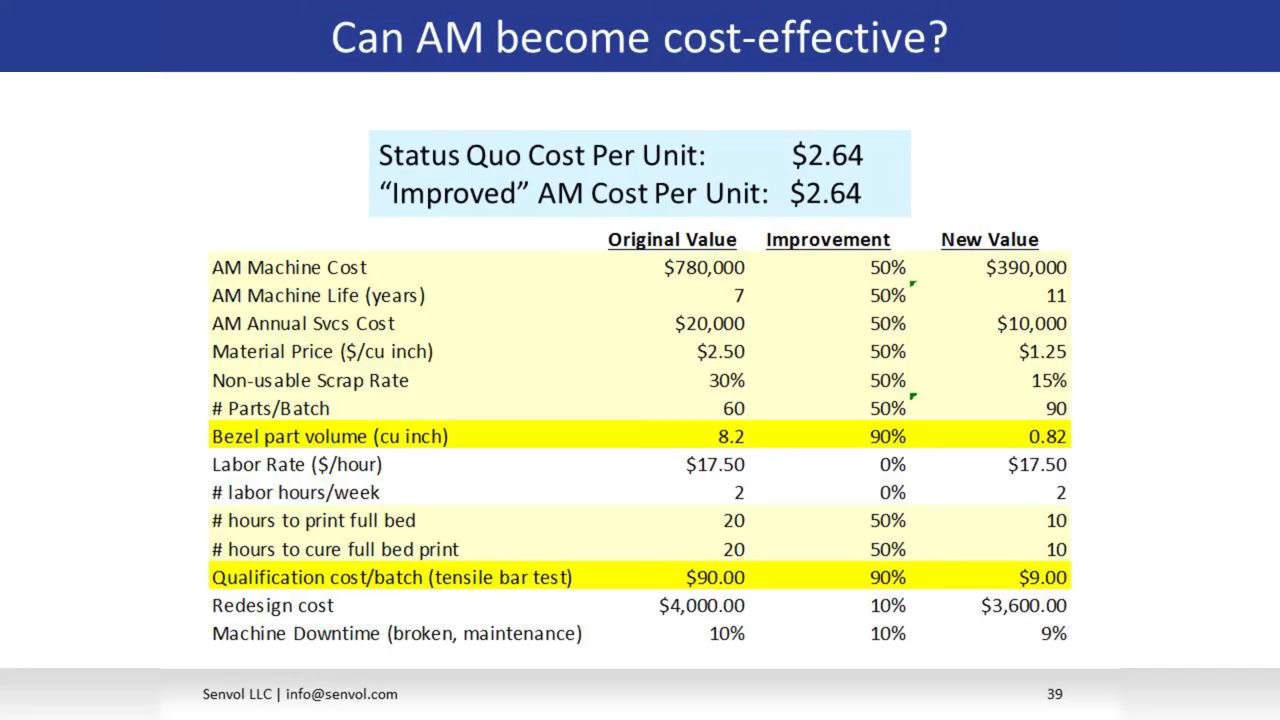 Can AM become cost-effective?
Status Quo Cost Per Unit: $2.64
“Improved” AM Cost Per Unit: $2.64
Original Value Improvement New Value
AM Machine Cost $780,000 50% $390,000
AM Machine Life (years) 7 50% 11
AM Annual Svcs Cost $20,000 50% $10,000
Material Price ($/cu inch) $2.50 50% $1.25
Non-usable Scrap Rate 30% 50% 15%
# Parts/Batch 60 50% 90
Bezel part volume (cu inch) 8.2 90% 0.82
Labor Rate ($/hour) $17.50 0% $17.50
# labor hours/week 2 0% 2
# hours to print full bed 20 50% 10
# hours to cure full bed print 20 50% 10
Qualification cost/batch (tensile bar test) $90.00 90% $9.00
Redesign cost $4,000.00 10% $3,600.00
Machine Downtime (broken, maintenance) 10% 10% 9%
Senvol LLC | info@senvol.com 39